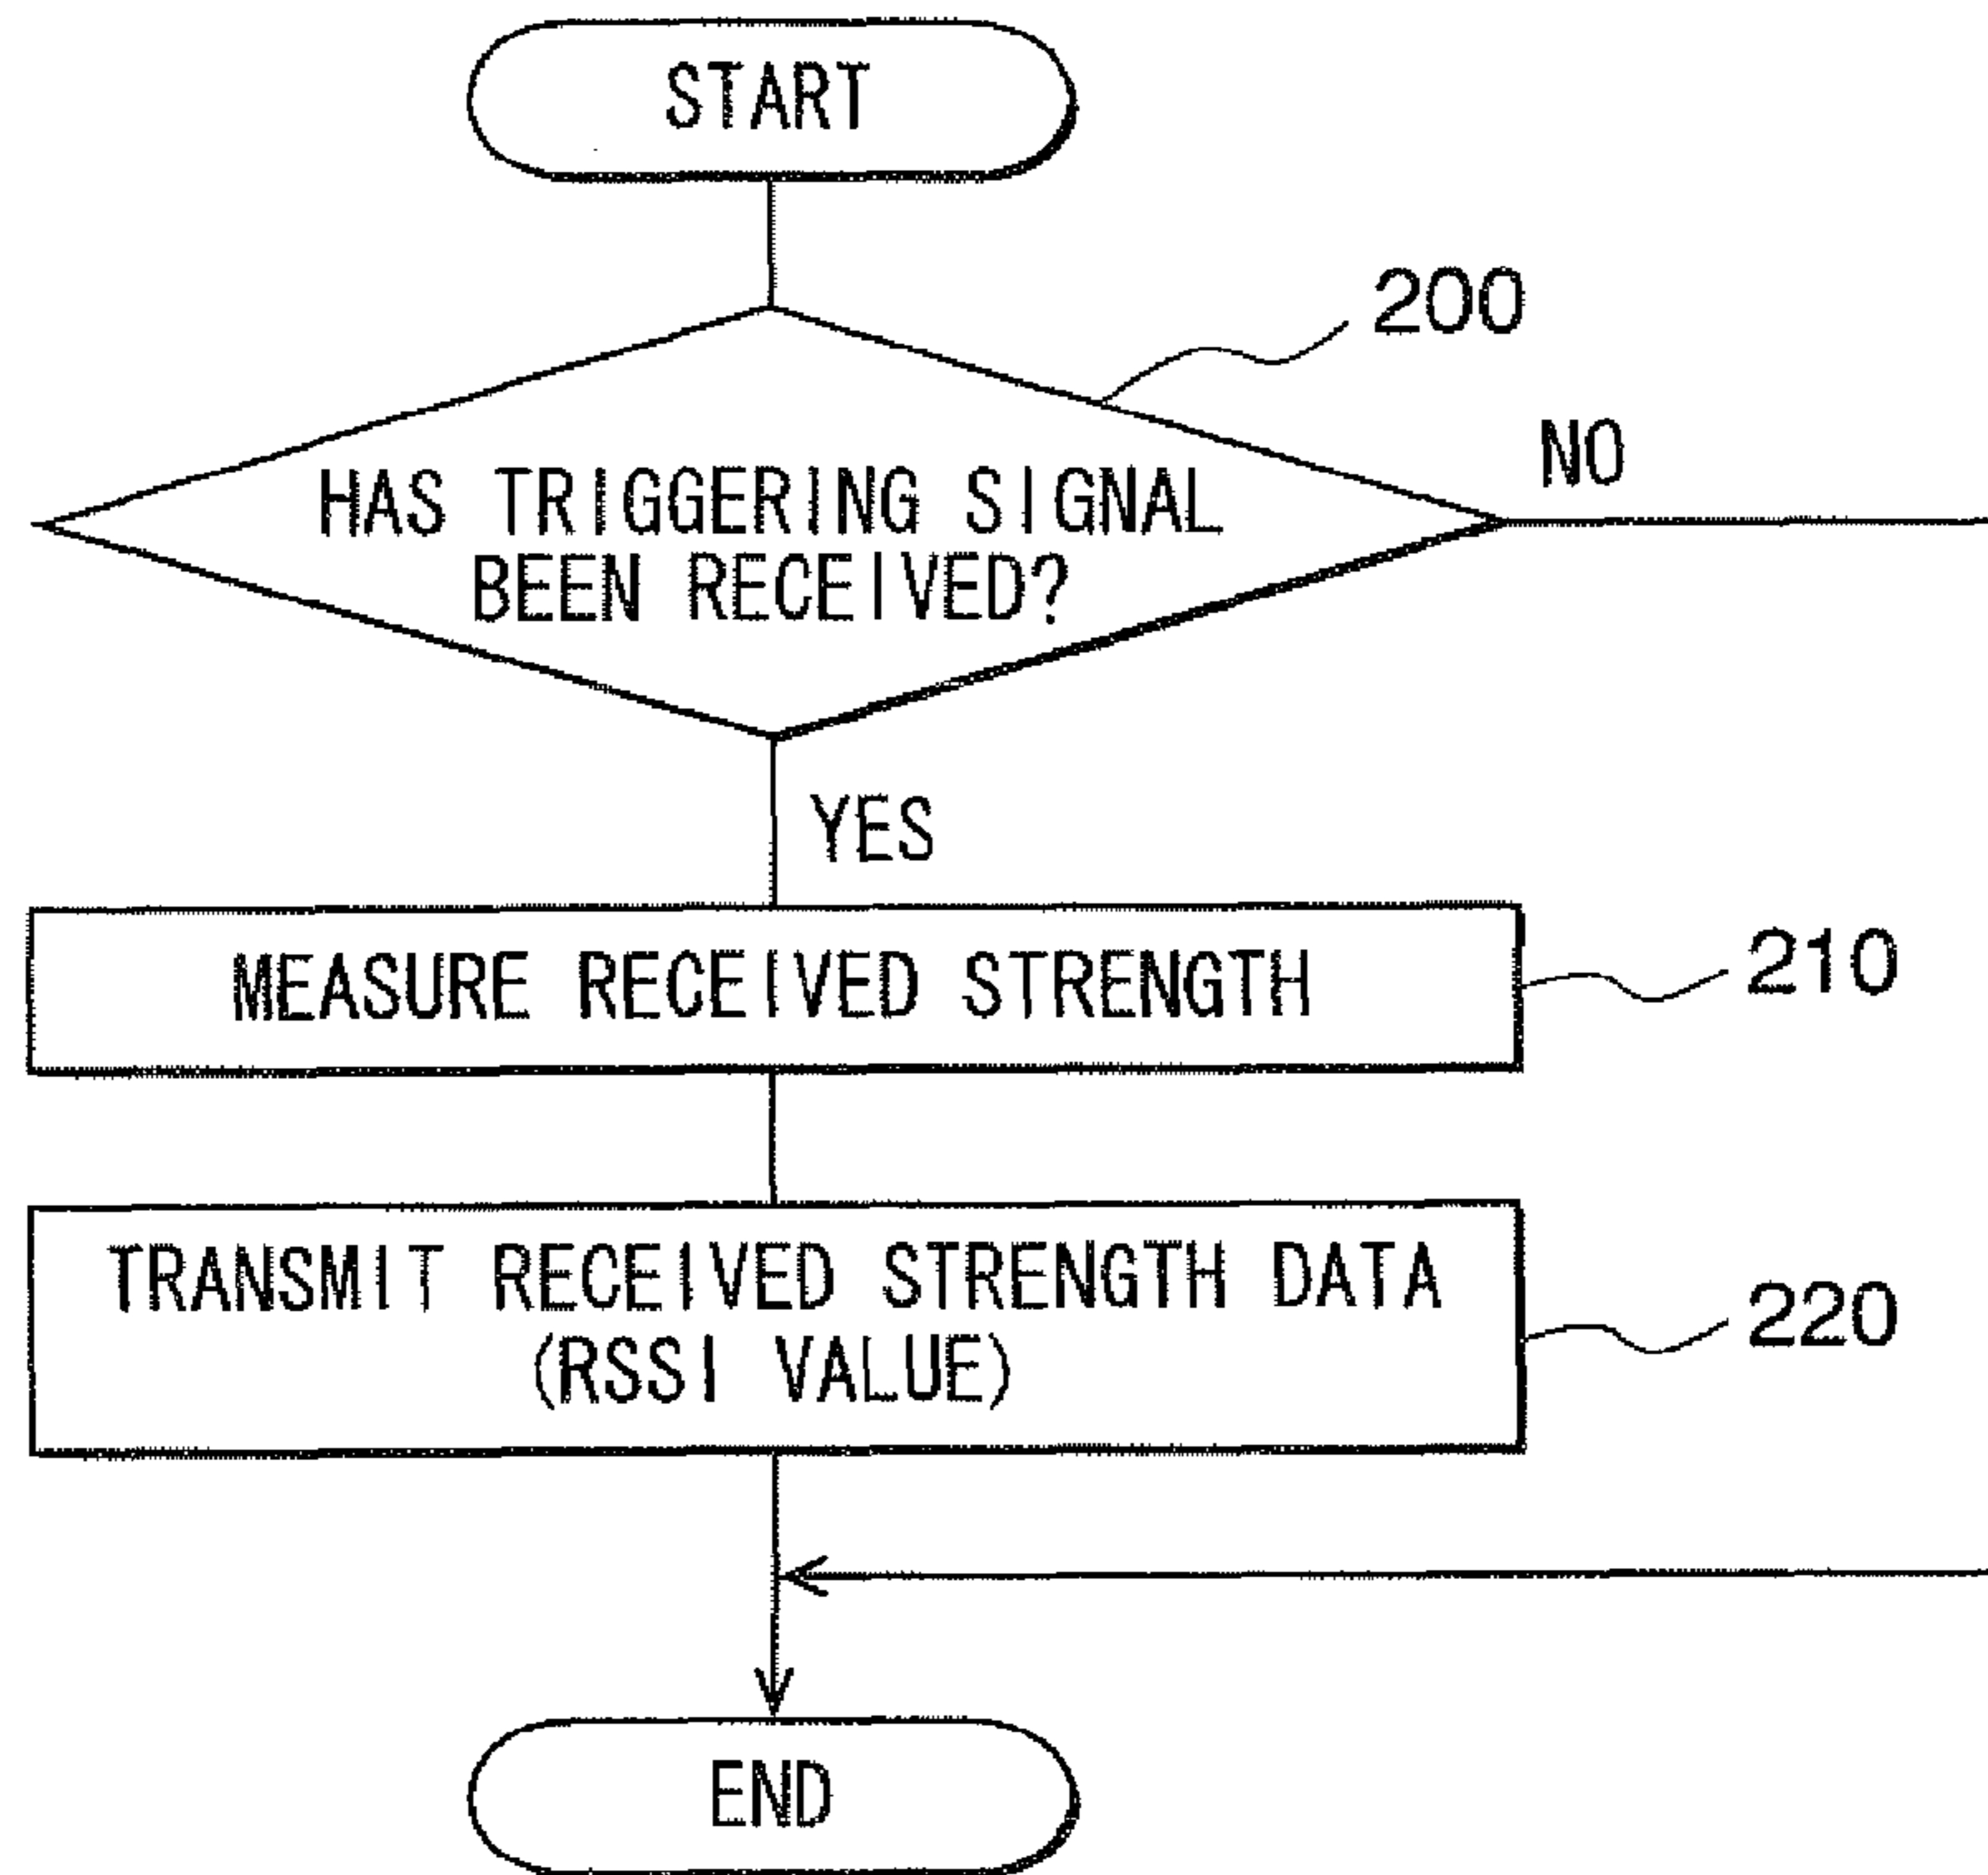 START
200
NO
HAS TRIGGERING SIGNAL
BEEN RECEIVED?
YES
MEASURE RECEIVED STRENGTH
210
TRANSMIT RECEIVED STRENGTH DATA
(RSSI VALUE)
220
END